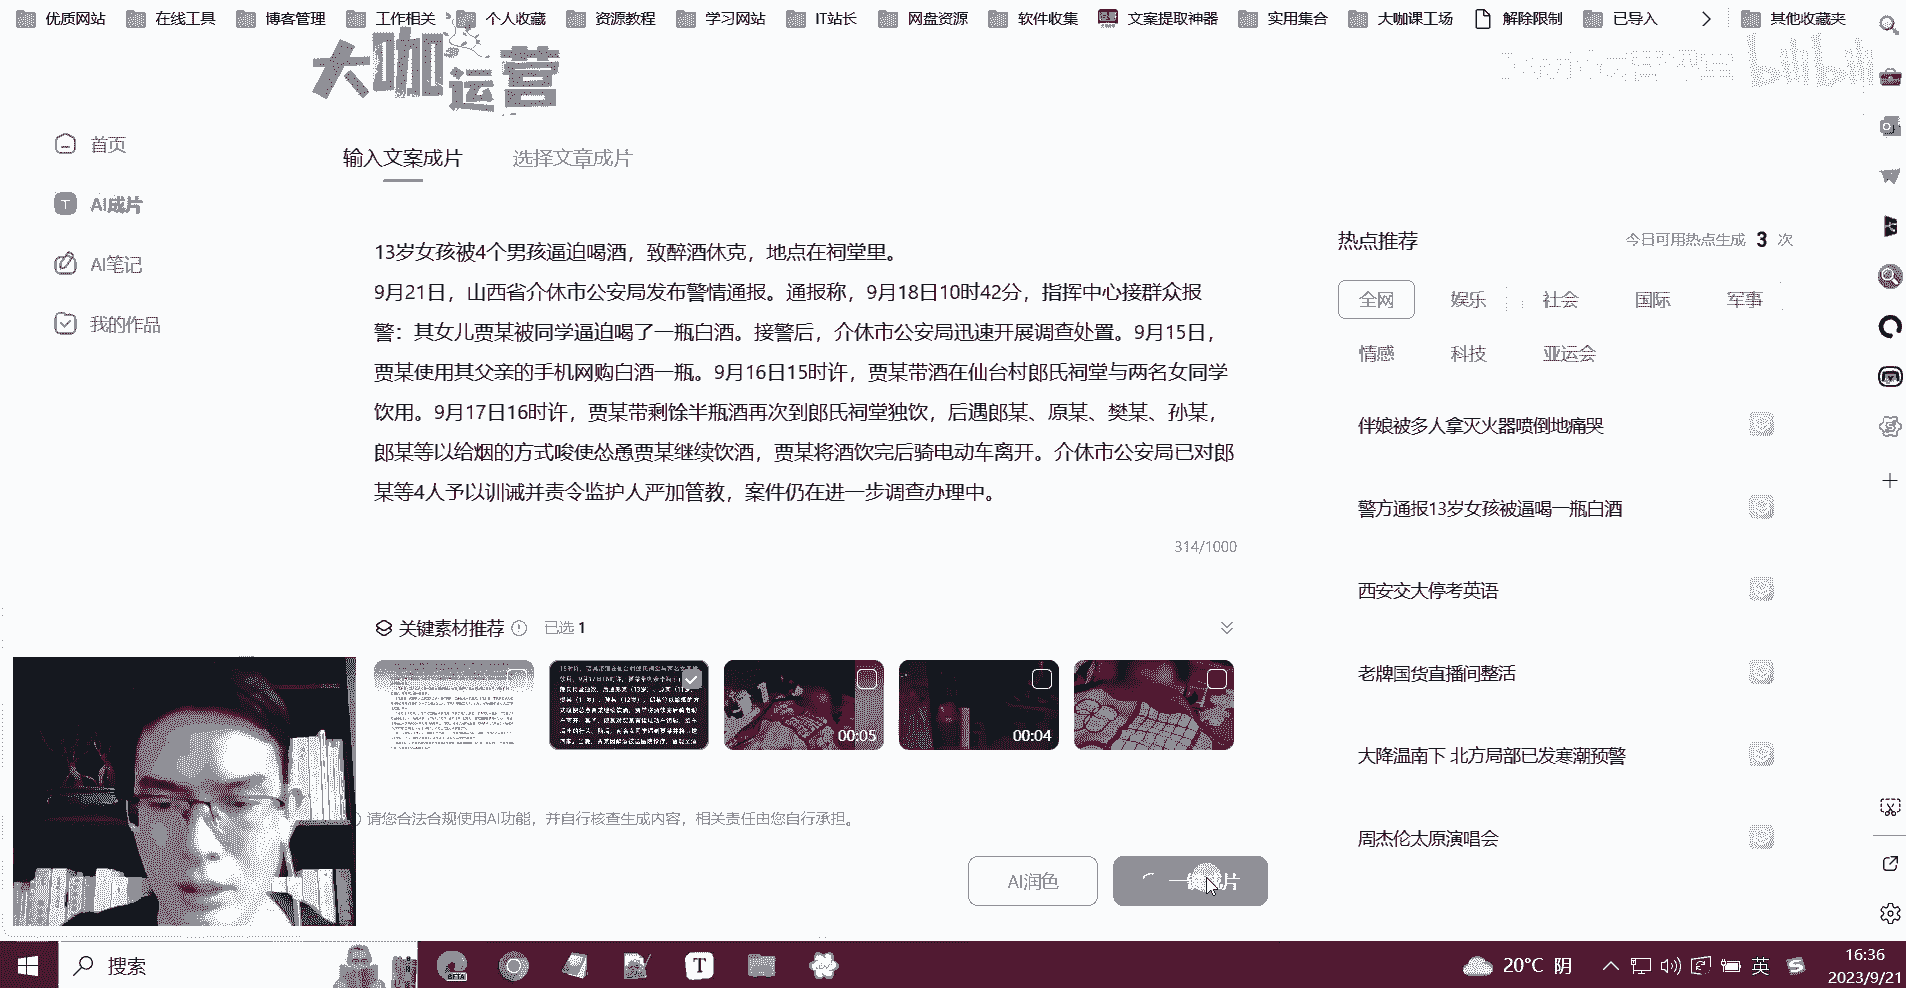 优质网站 在线工具 博客管理 工作相关 个人收藏 资源教程 学习网站 IT站长 网盘资源 软件收集 文案提取神器 实用集合 大咖课工场 解除限制 已导入 其他收藏夹
大咖运营
bilibili
首页
AI成片
AI笔记
我的作品
输入文案成片 选择文章成片
13岁女孩被4个男孩逼迫喝酒，致醉酒休克，地点在祠堂里。
9月21日，山西省介休市公安局发布警情通报。通报称，9月18日10时42分，指挥中心接群众报
警：其女儿贾某被同学逼迫喝了一瓶白酒。接警后，介休市公安局迅速开展调查处置。9月15日，
贾某使用其父亲的手机网购白酒一瓶。9月16日15时许，贾某带酒在仙台村郎氏祠堂与两名女同学
饮用。9月17日16时许，贾某带剩馀半瓶酒再次到郎氏祠堂独饮，后遇郎某、原某、樊某、孙某，
郎某等以给烟的方式唆使怂恿贾某继续饮酒，贾某将酒饮完后骑电动车离开。介休市公安局已对郎
某等4人予以训诫并责令监护人严加管教，案件仍在进一步调查办理中。
314/1000
关键素材推荐 已选 1
00:05
00:04
请您合法合规使用AI功能，并自行核查生成内容，相关责任由您自行承担。
AI润色
热点推荐 今日可用热点生成 3 次
全网 娱乐 社会 国际 军事
情感 科技 亚运会
伴娘被多人拿灭火器喷倒地痛哭
警方通报13岁女孩被逼喝一瓶白酒
西安交大停考英语
老牌国货直播间整活
大降温南下 北方局部已发寒潮预警
周杰伦太原演唱会
搜索
BETA
T
20°C 阴
英
16:36
2023/9/21